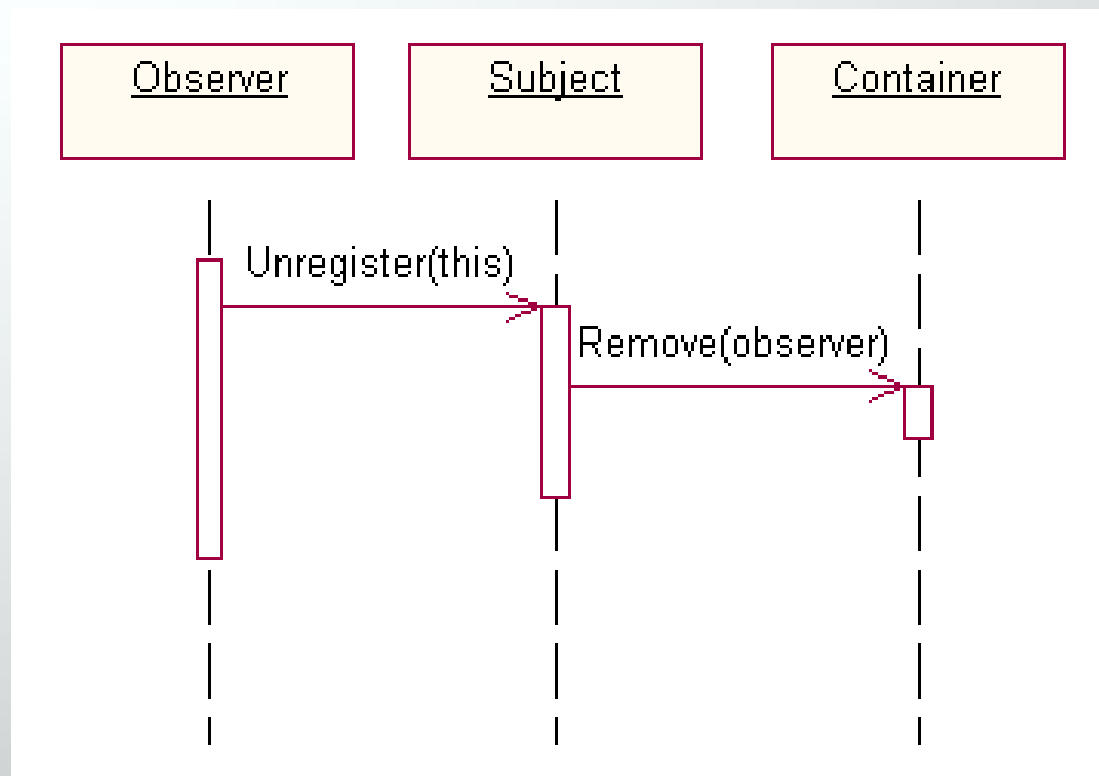 Observer
Subject
Container
Unregister(this)
Remove(observer)